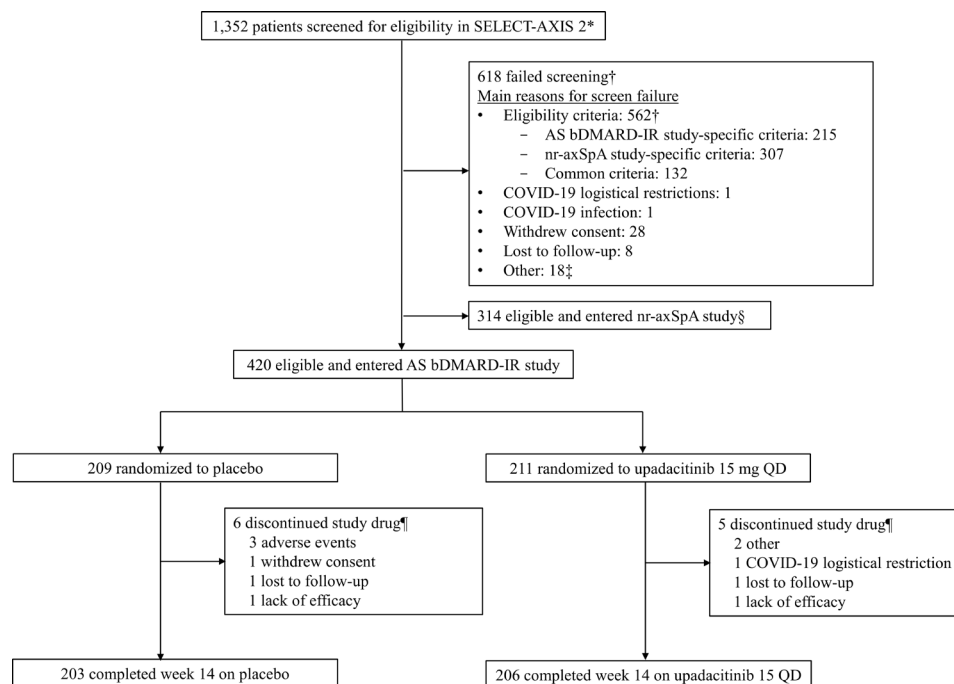 1,352 patients screened for eligibility in SELECT-AXIS 2*
618 failed screening†
Main reasons for screen failure
• Eligibility criteria: 562†
– AS bDMARD-IR study-specific criteria: 215
– nr-axSpA study-specific criteria: 307
– Common criteria: 132
• COVID-19 logistical restrictions: 1
• COVID-19 infection: 1
• Withdrew consent: 28
• Lost to follow-up: 8
• Other: 18‡
314 eligible and entered nr-axSpA study§
420 eligible and entered AS bDMARD-IR study
209 randomized to placebo
211 randomized to upadacitinib 15 mg QD
6 discontinued study drug¶
3 adverse events
1 withdrew consent
1 lost to follow-up
1 lack of efficacy
5 discontinued study drug¶
2 other
1 COVID-19 logistical restriction
1 lost to follow-up
1 lack of efficacy
203 completed week 14 on placebo
206 completed week 14 on upadacitinib 15 QD